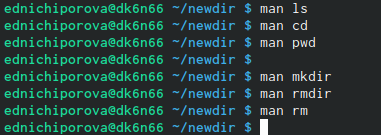 ednichiporova@dk6n66 ~/newdir $ man ls
ednichiporova@dk6n66 ~/newdir $ man cd
ednichiporova@dk6n66 ~/newdir $ man pwd
ednichiporova@dk6n66 ~/newdir $
ednichiporova@dk6n66 ~/newdir $ man mkdir
ednichiporova@dk6n66 ~/newdir $ man rmdir
ednichiporova@dk6n66 ~/newdir $ man rm
ednichiporova@dk6n66 ~/newdir $